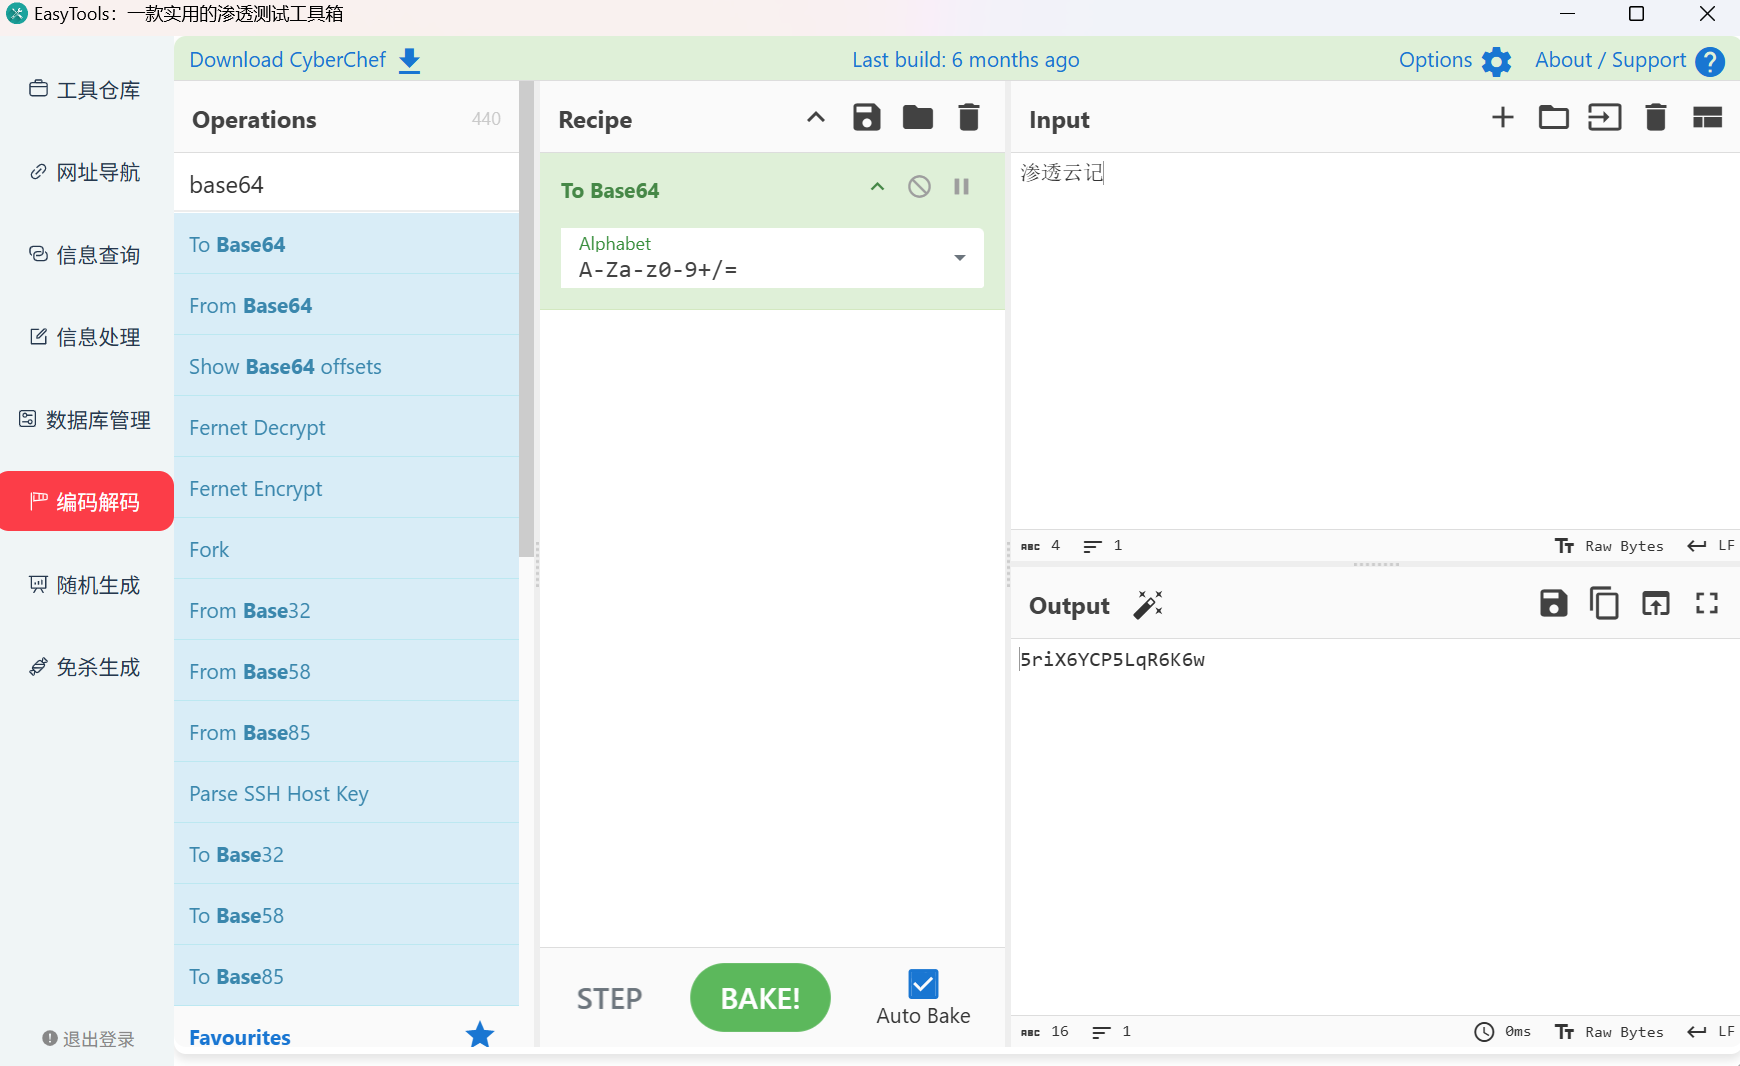 EasyTools：一款实用的渗透测试工具箱
工具仓库
网址导航
信息查询
信息处理
数据库管理
编码解码
随机生成
免杀生成
退出登录
Download CyberChef
Last build: 6 months ago
Options
About / Support
Operations
440
base64
To Base64
From Base64
Show Base64 offsets
Fernet Decrypt
Fernet Encrypt
Fork
From Base32
From Base58
From Base85
Parse SSH Host Key
To Base32
To Base58
To Base85
Favourites
Recipe
To Base64
Alphabet
A-Za-z0-9+/=
STEP
BAKE!
Auto Bake
Input
渗透云记
ABC 4
1
Tт Raw Bytes
LF
Output
5riX6YCP5LqR6K6w
ABC 16
1
0ms
Tт Raw Bytes
LF